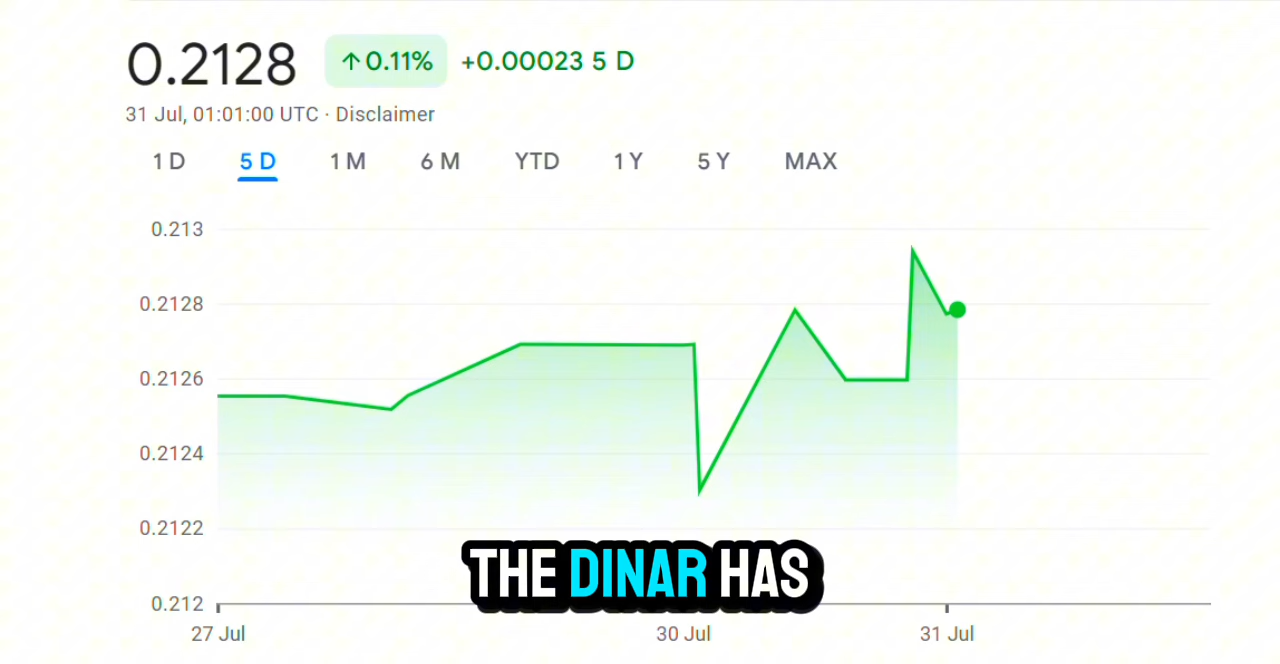 0.2128 ↑0.11% +0.00023 5 D
31 Jul, 01:01:00 UTC · Disclaimer
1 D 5 D 1 M 6 M YTD 1 Y 5 Y MAX
0.213
0.2128
0.2126
0.2124
0.2122
THE DINAR HAS
0.212
27 Jul 30 Jul 31 Jul